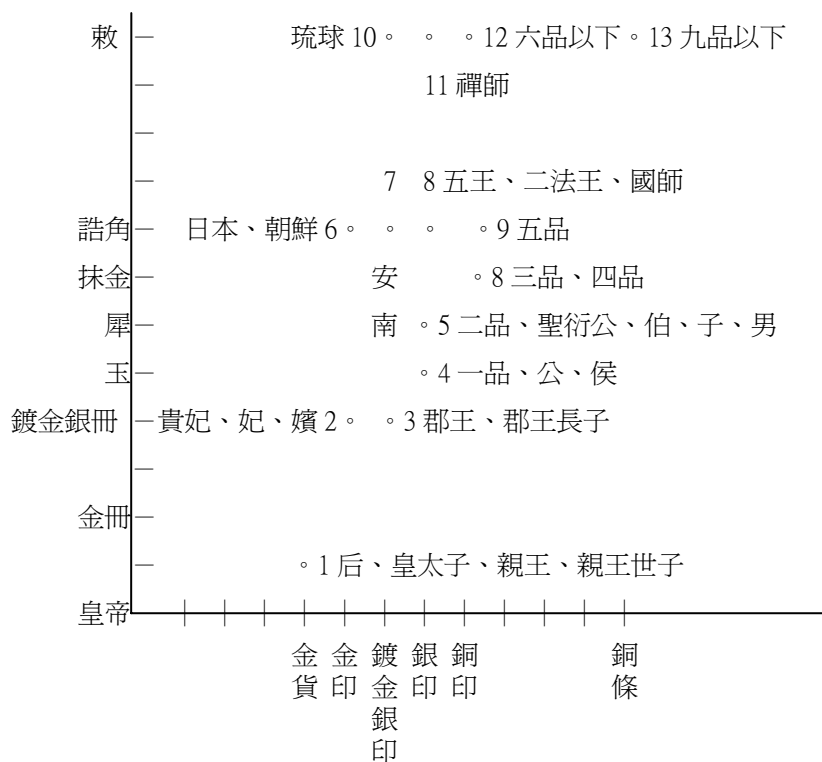 敕 琉球 10。 。 。12 六品以下。13 九品以下
11 禪師
7 8 五王、二法王、國師
誥角 日本、朝鮮 6。 。 。 。9 五品
抹金 安 。8 三品、四品
犀 南 。5 二品、聖衍公、伯、子、男
玉 。4 一品、公、侯
鍍金銀冊 貴妃、妃、嬪 2。 。3 郡王、郡王長子
金冊
。1 后、皇太子、親王、親王世子
皇帝
金貨 金印 鍍金銀印 銀印 銅印 銅條